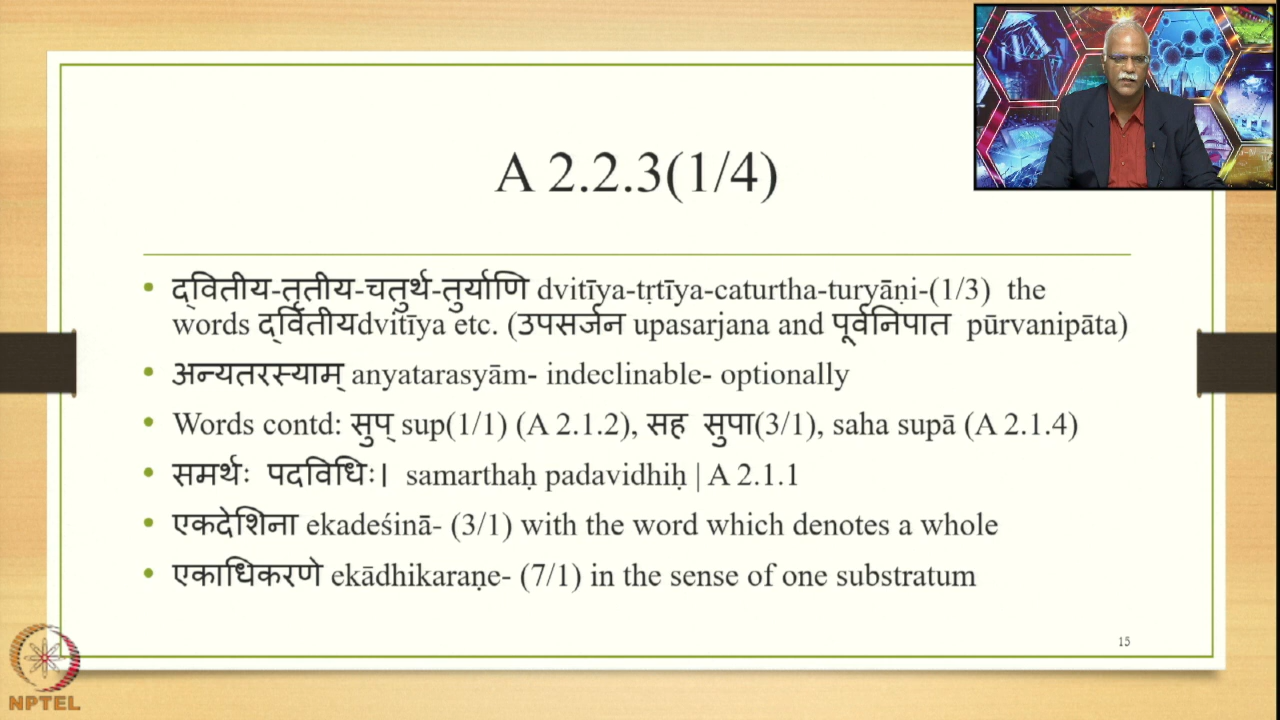 A 2.2.3(1/4)
• द्वितीय-तृतीय-चतुर्थ-तुर्याणि dvitīya-tṛtīya-caturtha-turyāṇi-(1/3) the
words द्वितीयdvitīya etc. (उपसर्जन upasarjana and पूर्वनिपात pūrvanipāta)
• अन्यतरस्याम् anyatarasyām- indeclinable- optionally
• Words contd: सुप् sup(1/1) (A 2.1.2), सह सुपा(3/1), saha supā (A 2.1.4)
• समर्थः पदविधिः। samarthaḥ padavidhiḥ | A 2.1.1
• एकदेशिना ekadeśinā- (3/1) with the word which denotes a whole
• एकाधिकरणे ekādhikaraṇe- (7/1) in the sense of one substratum
15
NPTEL